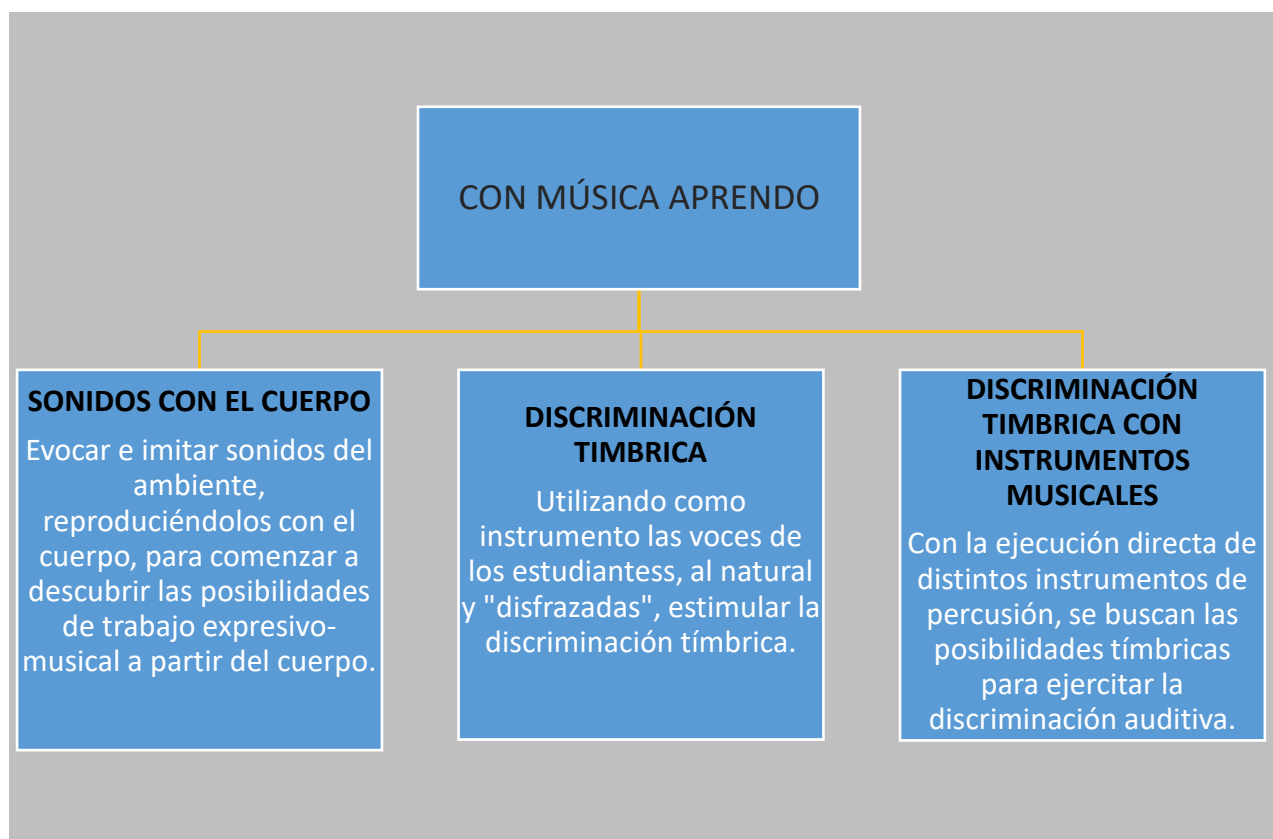 CON MÚSICA APRENDO
SONIDOS CON EL CUERPO
Evocar e imitar sonidos del
ambiente,
reproduciéndolos con el
cuerpo, para comenzar a
descubrir las posibilidades
de trabajo expresivo-
musical a partir del cuerpo.
DISCRIMINACIÓN
TIMBRICA
Utilizando como
instrumento las voces de
los estudiantess, al natural
y "disfrazadas", estimular la
discriminación tímbrica.
DISCRIMINACIÓN
TIMBRICA CON
INSTRUMENTOS
MUSICALES
Con la ejecución directa de
distintos instrumentos de
percusión, se buscan las
posibilidades tímbricas
para ejercitar la
discriminación auditiva.